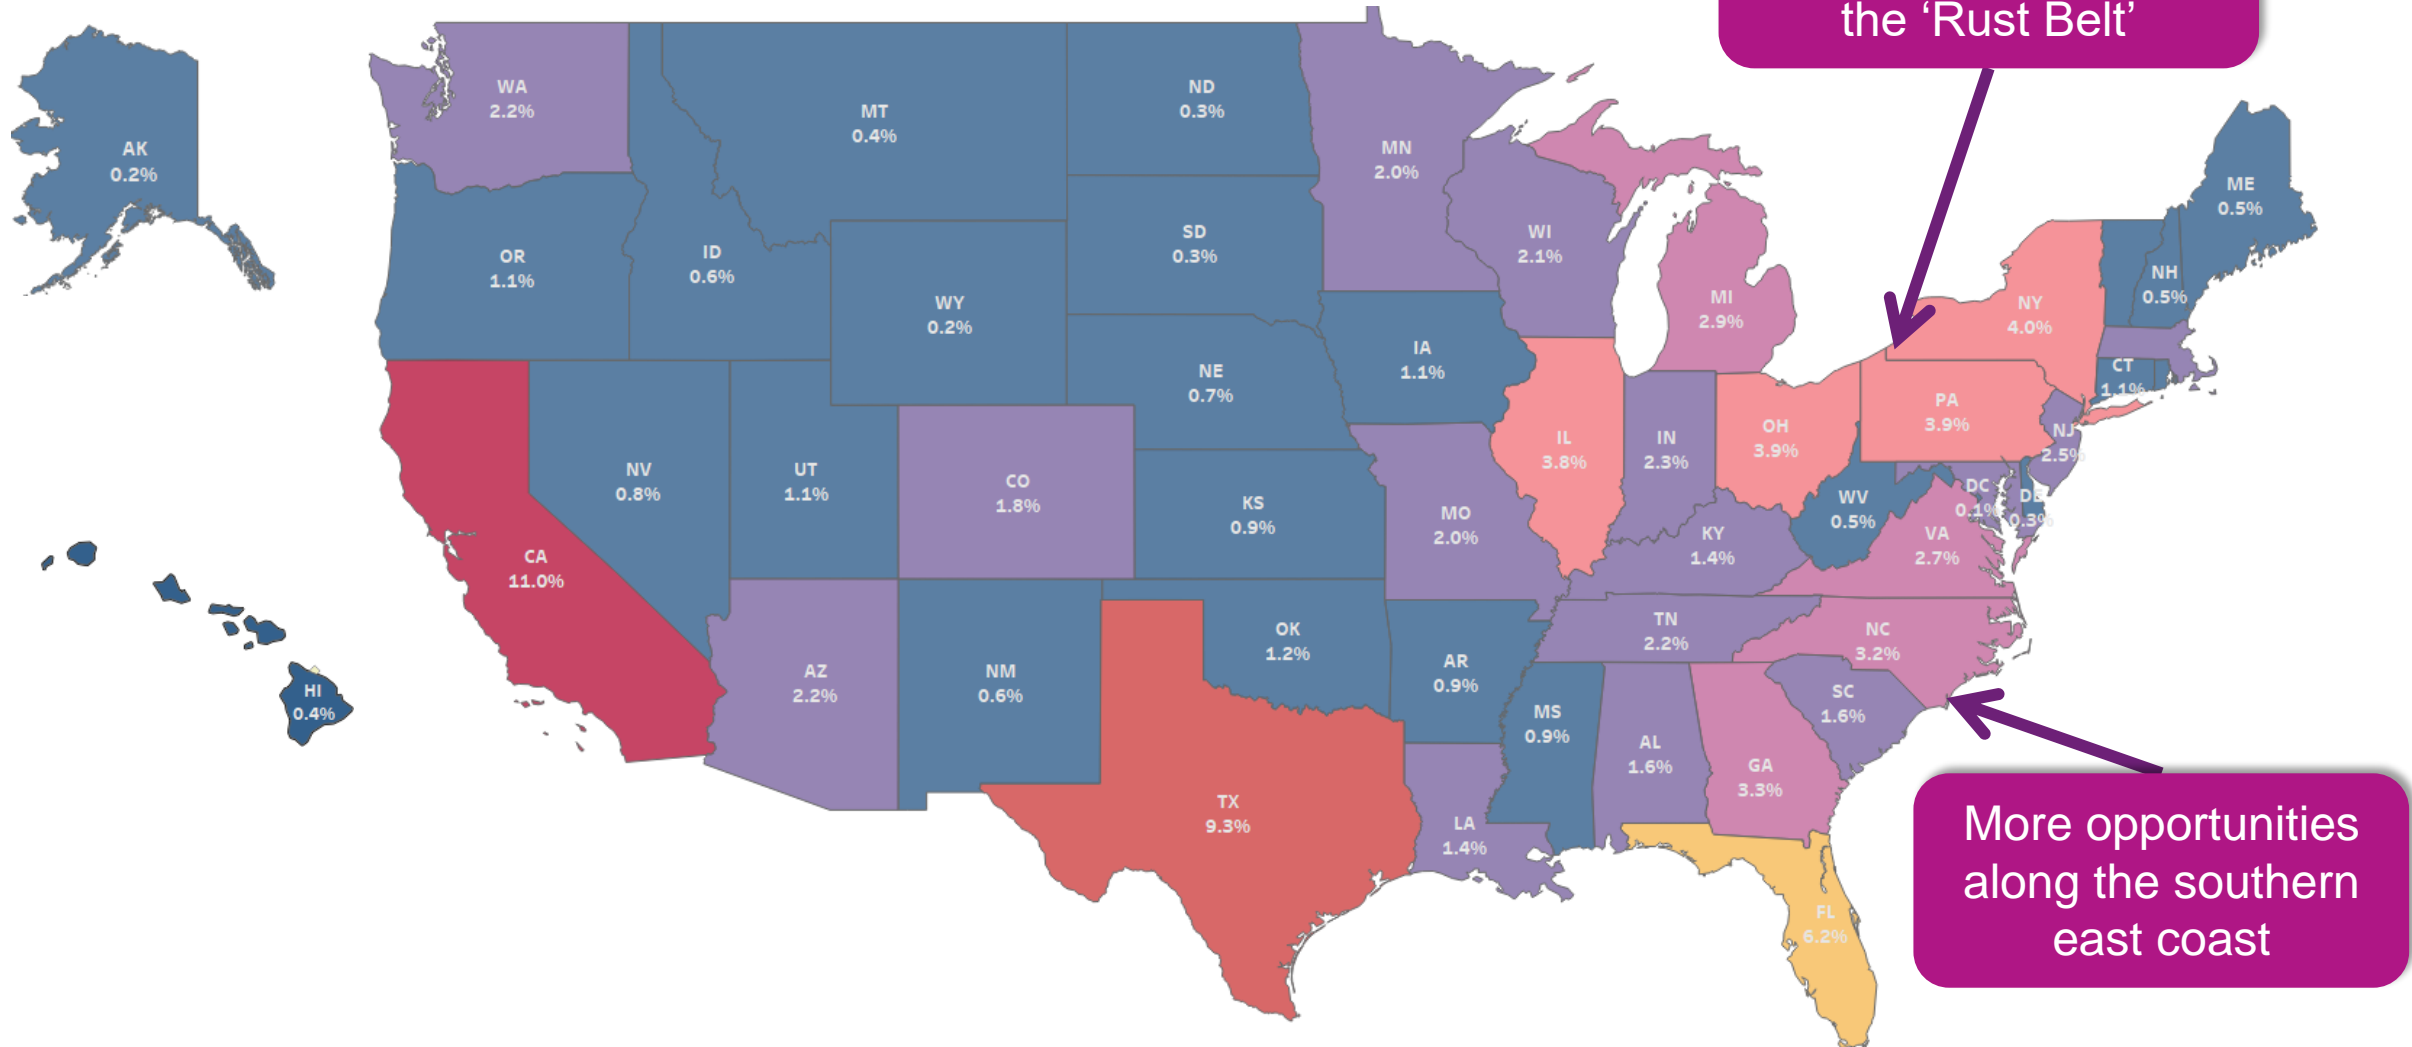 the ‘Rust Belt’
WA
2.2%
MT
0.4%
ND
0.3%
MN
2.0%
AK
0.2%
ME
0.5%
OR
1.1%
ID
0.6%
SD
0.3%
WI
2.1%
NH
0.5%
WY
0.2%
MI
2.9%
NY
4.0%
IA
1.1%
NE
0.7%
CT
1.1%
PA
3.9%
IL
3.8%
IN
2.3%
OH
3.9%
NJ
2.5%
NV
0.8%
UT
1.1%
CO
1.8%
KS
0.9%
MO
2.0%
WV
0.5%
DC
0.1%
DE
0.3%
KY
1.4%
VA
2.7%
CA
11.0%
TN
2.2%
NC
3.2%
OK
1.2%
AZ
2.2%
NM
0.6%
AR
0.9%
HI
0.4%
MS
0.9%
AL
1.6%
SC
1.6%
GA
3.3%
TX
9.3%
LA
1.4%
FL
6.2%
More opportunities
along the southern
east coast